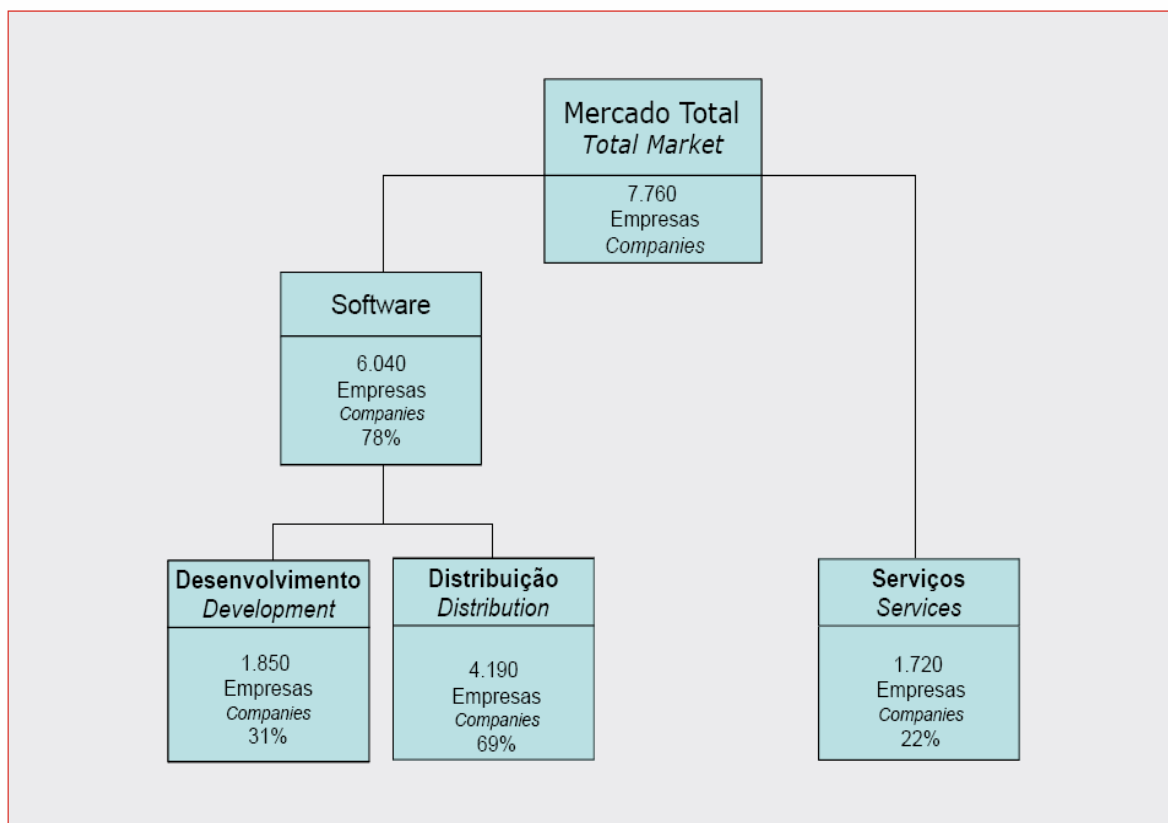 Mercado Total
Total Market
7.760
Empresas
Companies
Software
6.040
Empresas
Companies
78%
Desenvolvimento
Development
1.850
Empresas
Companies
31%
Distribuição
Distribution
4.190
Empresas
Companies
69%
Serviços
Services
1.720
Empresas
Companies
22%